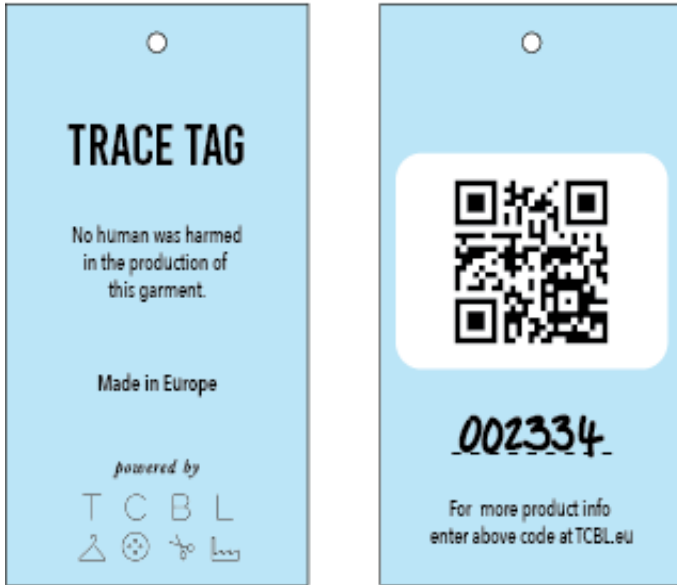 TRACE TAG
No human was harmed
in the production of
this garment.
Made in Europe
powered by
T C B L
002334
For more product info
enter above code at TCBL.eu